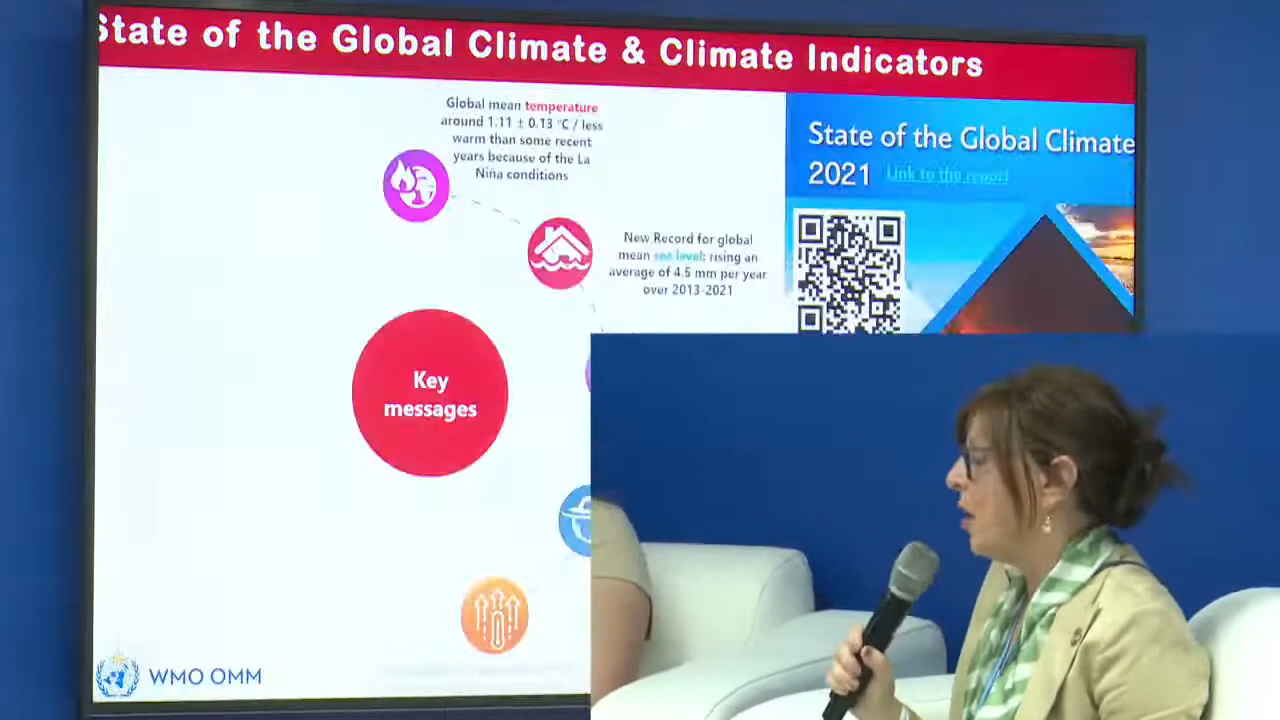 State of the Global Climate & Climate Indicators
Global mean temperature
around 1.11 ± 0.13 °C / less
warm than some recent
years because of the La
Niña conditions
New Record for global
mean sea level: rising an
average of 4.5 mm per year
over 2013-2021
Key
messages
State of the Global Climate
2021 Link to the report
WMO OMM